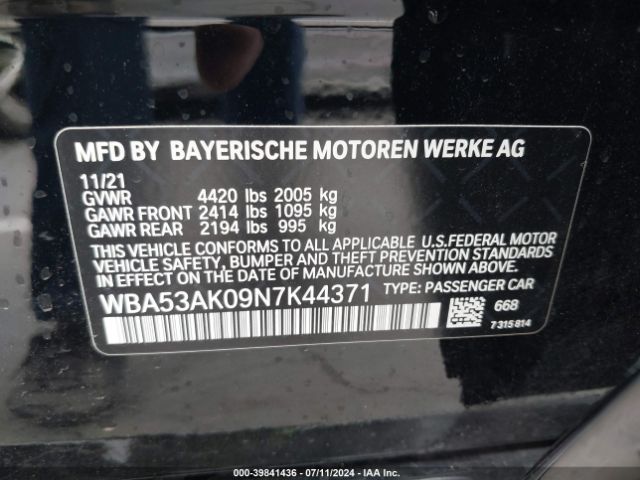 MFD BY BAYERISCHE MOTOREN WERKE AG
11/21
GVWR 4420 lbs 2005 kg
GAWR FRONT 2414 lbs 1095 kg
GAWR REAR 2194 lbs 995 kg
THIS VEHICLE CONFORMS TO ALL APPLICABLE U.S.FEDERAL MOTOR
VEHICLE SAFETY, BUMPER AND THEFT PREVENTION STANDARDS
IN EFFECT ON THE DATE OF MANUFACTURE SHOWN ABOVE.
WBA53AK09N7K44371 TYPE: PASSENGER CAR
668
7 315 814
000-39841436 - 07/11/2024 - IAA Inc.